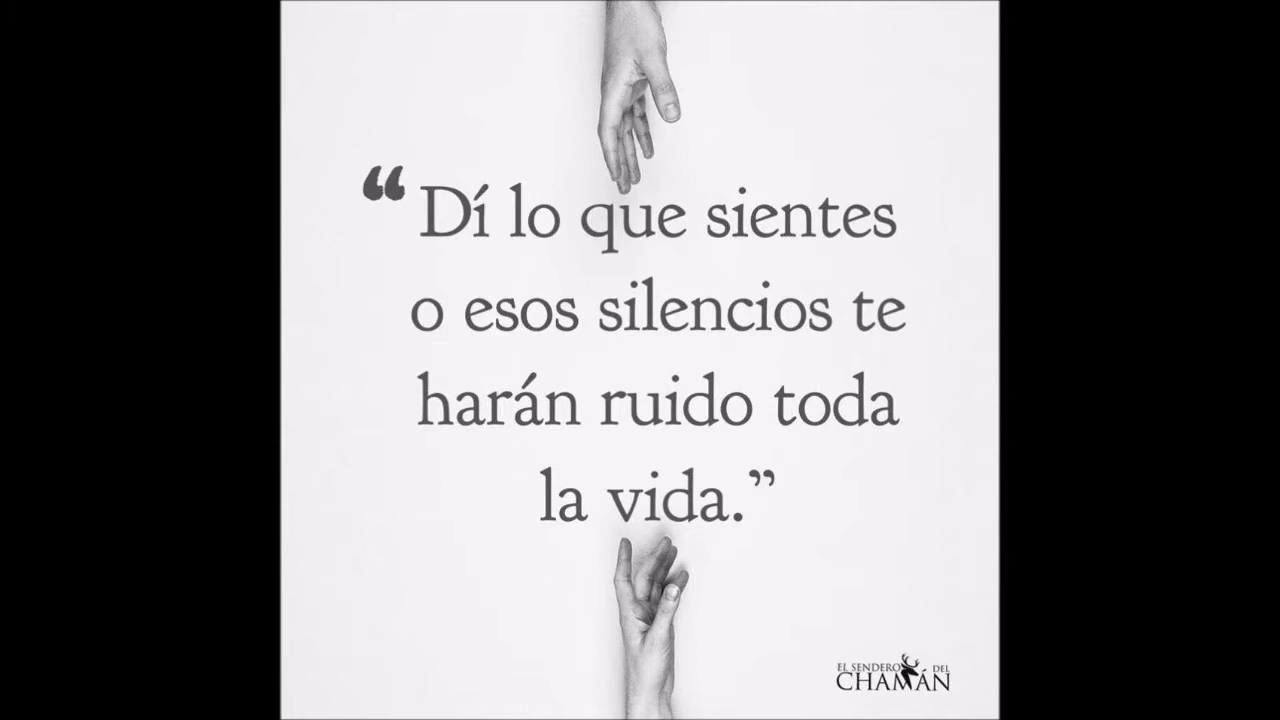 “Dí lo que sientes
o esos silencios te
harán ruido toda
la vida.”
EL SENDERO DEL
CHAMÁN